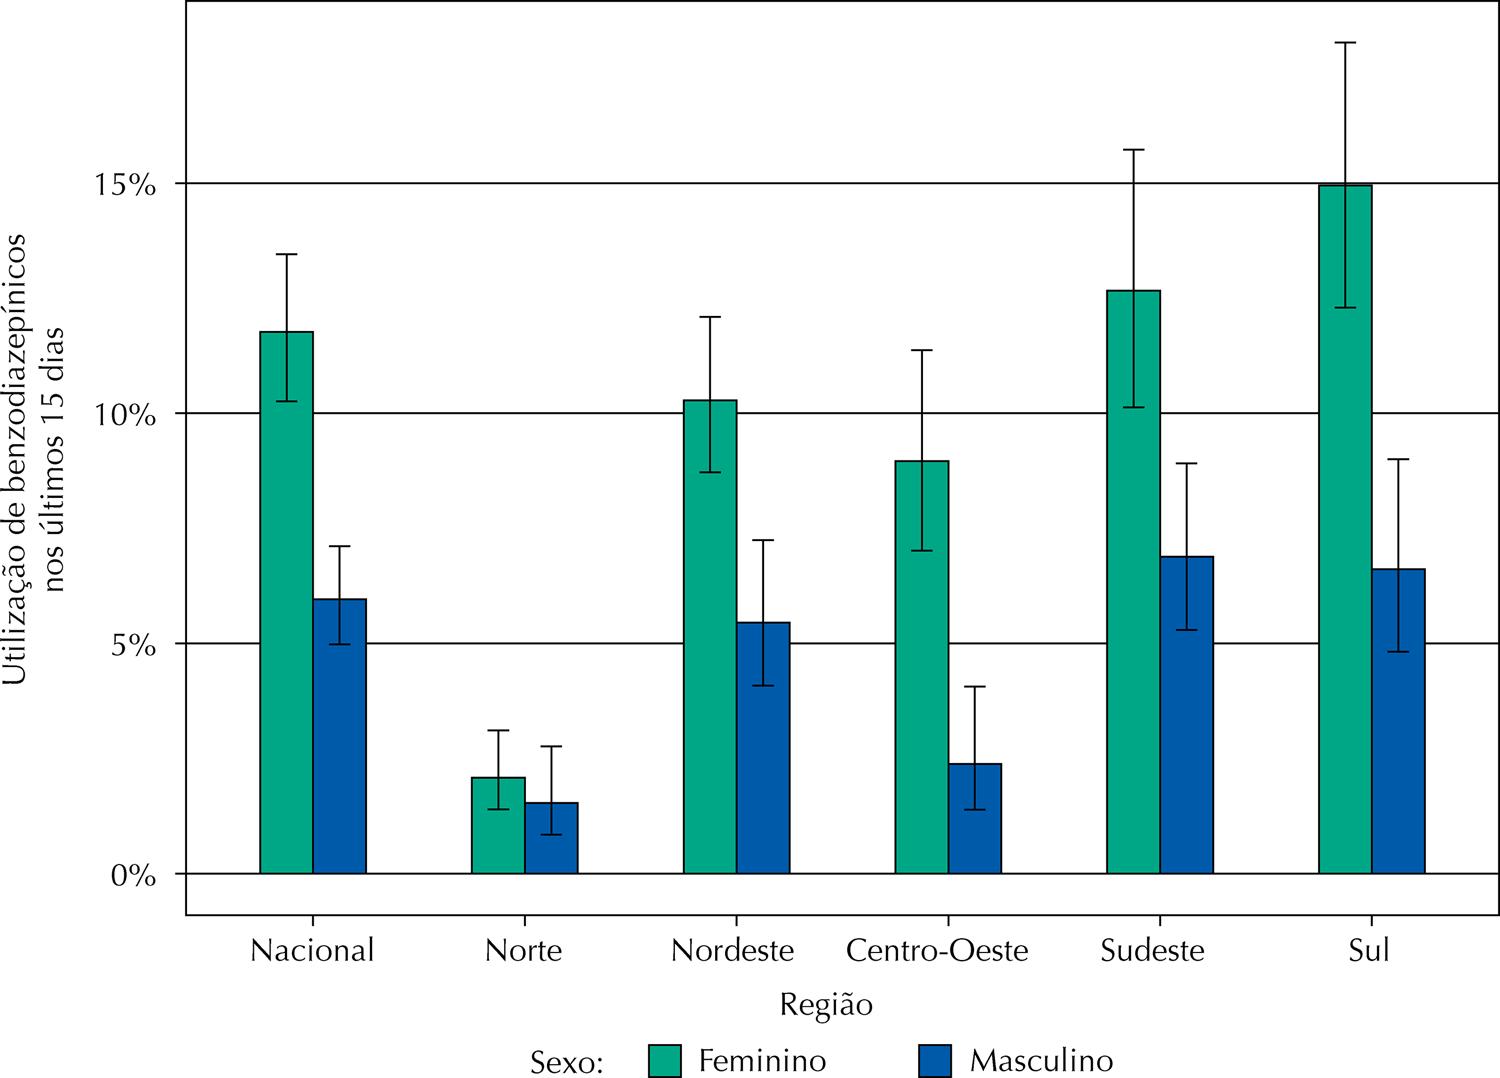 Utilização de benzodiazepínicos
nos últimos 15 dias
15%
10%
5%
0%
Nacional
Norte
Nordeste
Centro-Oeste
Sudeste
Sul
Região
Sexo:
Feminino
Masculino